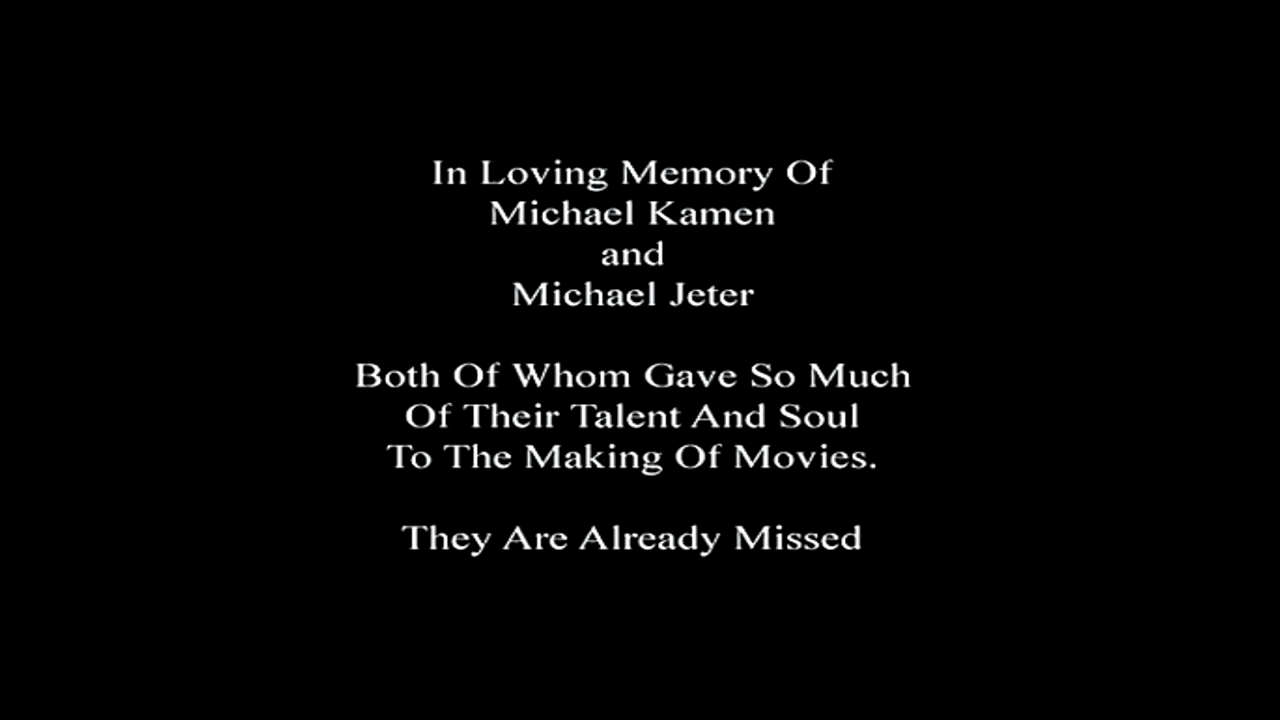 In Loving Memory Of
Michael Kamen
and
Michael Jeter
Both Of Whom Gave So Much
Of Their Talent And Soul
To The Making Of Movies.
They Are Already Missed